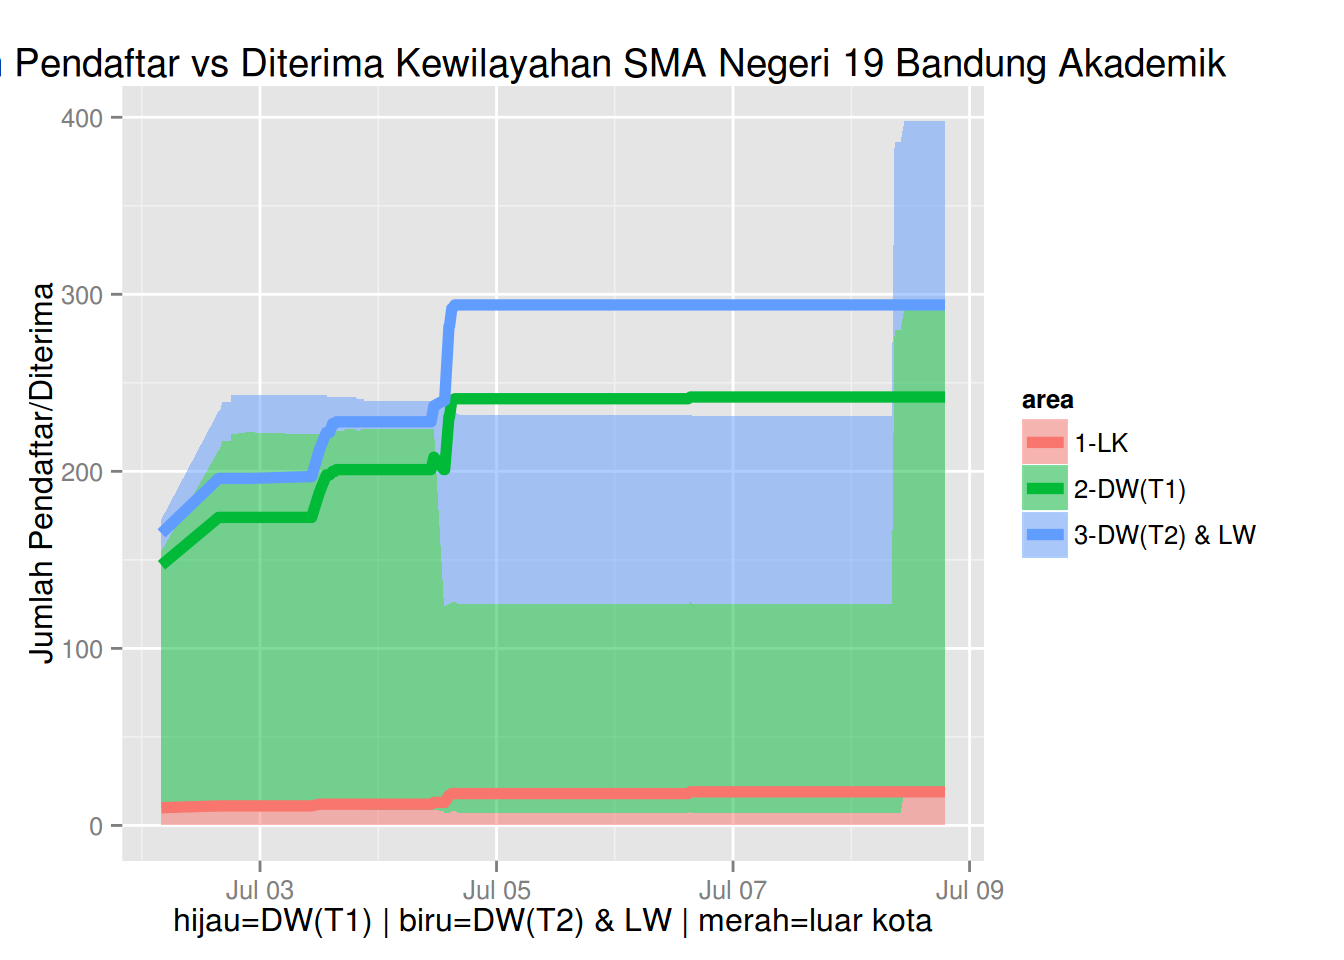 Pendaftar vs Diterima Kewilayahan SMA Negeri 19 Bandung Akademik
Jumlah Pendaftar/Diterima
400
300
200
100
0
Jul 03
Jul 05
Jul 07
Jul 09
hijau=DW(T1) | biru=DW(T2) & LW | merah=luar kota
area
1-LK
2-DW(T1)
3-DW(T2) & LW